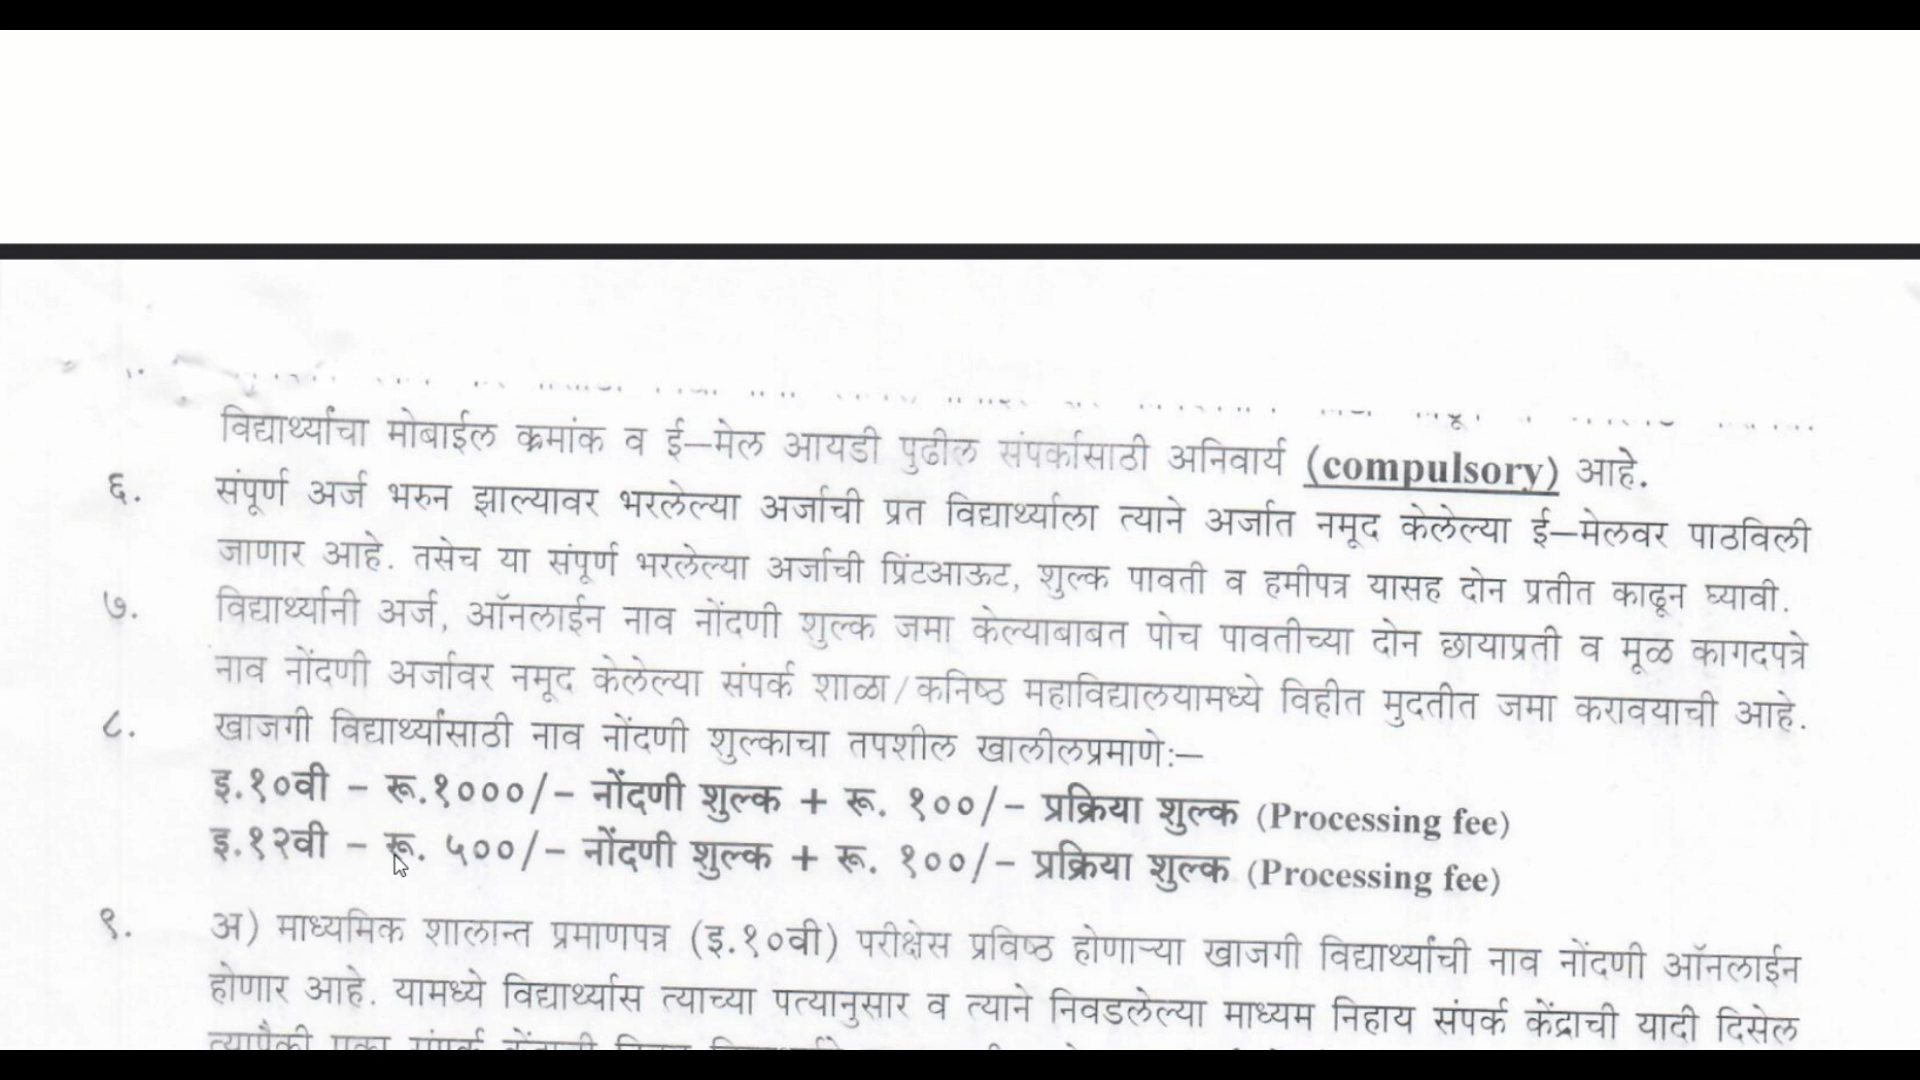 विद्यार्थ्याचा मोबाईल क्रमांक व ई–मेल आयडी पुढील संपर्कासाठी अनिवार्य (compulsory) आहे.
६. संपूर्ण अर्ज भरुन झाल्यावर भरलेल्या अर्जाची प्रत विद्यार्थ्याला त्याने अर्जात नमूद केलेल्या ई–मेलवर पाठविली
जाणार आहे. तसेच या संपूर्ण भरलेल्या अर्जाची प्रिंटआऊट, शुल्क पावती व हमीपत्र यासह दोन प्रतीत काढून घ्यावी.
७. विद्यार्थ्यांनी अर्ज, ऑनलाईन नाव नोंदणी शुल्क जमा केल्याबाबत पोच पावतीच्या दोन छायाप्रती व मूळ कागदपत्रे
नाव नोंदणी अर्जावर नमूद केलेल्या संपर्क शाळा/कनिष्ठ महाविद्यालयामध्ये विहीत मुदतीत जमा करावयाची आहे.
८. खाजगी विद्यार्थ्यांसाठी नाव नोंदणी शुल्काचा तपशील खालीलप्रमाणे:–
इ.१०वी – रू.१०००/– नोंदणी शुल्क + रू. १००/– प्रक्रिया शुल्क (Processing fee)
इ.१२वी – रू. ५००/– नोंदणी शुल्क + रू. १००/– प्रक्रिया शुल्क (Processing fee)
९. अ) माध्यमिक शालान्त प्रमाणपत्र (इ.१०वी) परीक्षेस प्रविष्ठ होणाऱ्या खाजगी विद्यार्थ्यांची नाव नोंदणी ऑनलाईन
होणार आहे. यामध्ये विद्यार्थ्यास त्याच्या पत्यानुसार व त्याने निवडलेल्या माध्यम निहाय संपर्क केंद्राची यादी दिसेल